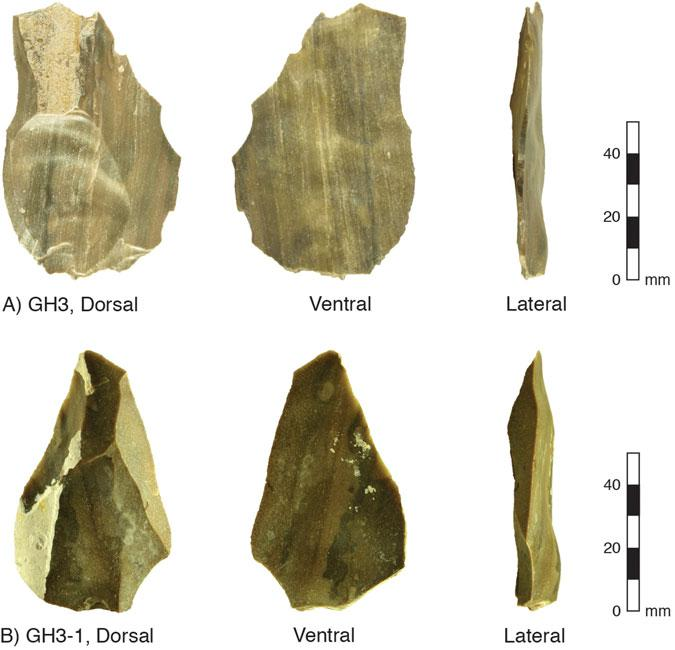 40
20
0 mm
A) GH3, Dorsal Ventral Lateral
40
20
0 mm
B) GH3-1, Dorsal Ventral Lateral